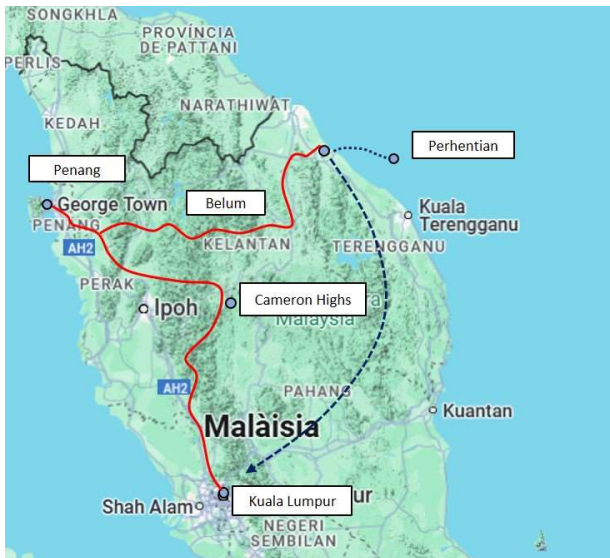 SONGKHLA
PROVÍNCIA
DE PATTANI
PERLIS
NARATHIWAT
KEDAH
Penang
Perhentian
George Town
Belum
PENANG
Kuala
Terengganu
KELANTAN
TERENGGANU
AH2
PERAK
Cameron Highs
Ipoh
Malaysia
AH2
PAHANG
Kuantan
Malàisia
Kuala Lumpur
Shah Alam
NEGERI
SEMBILAN